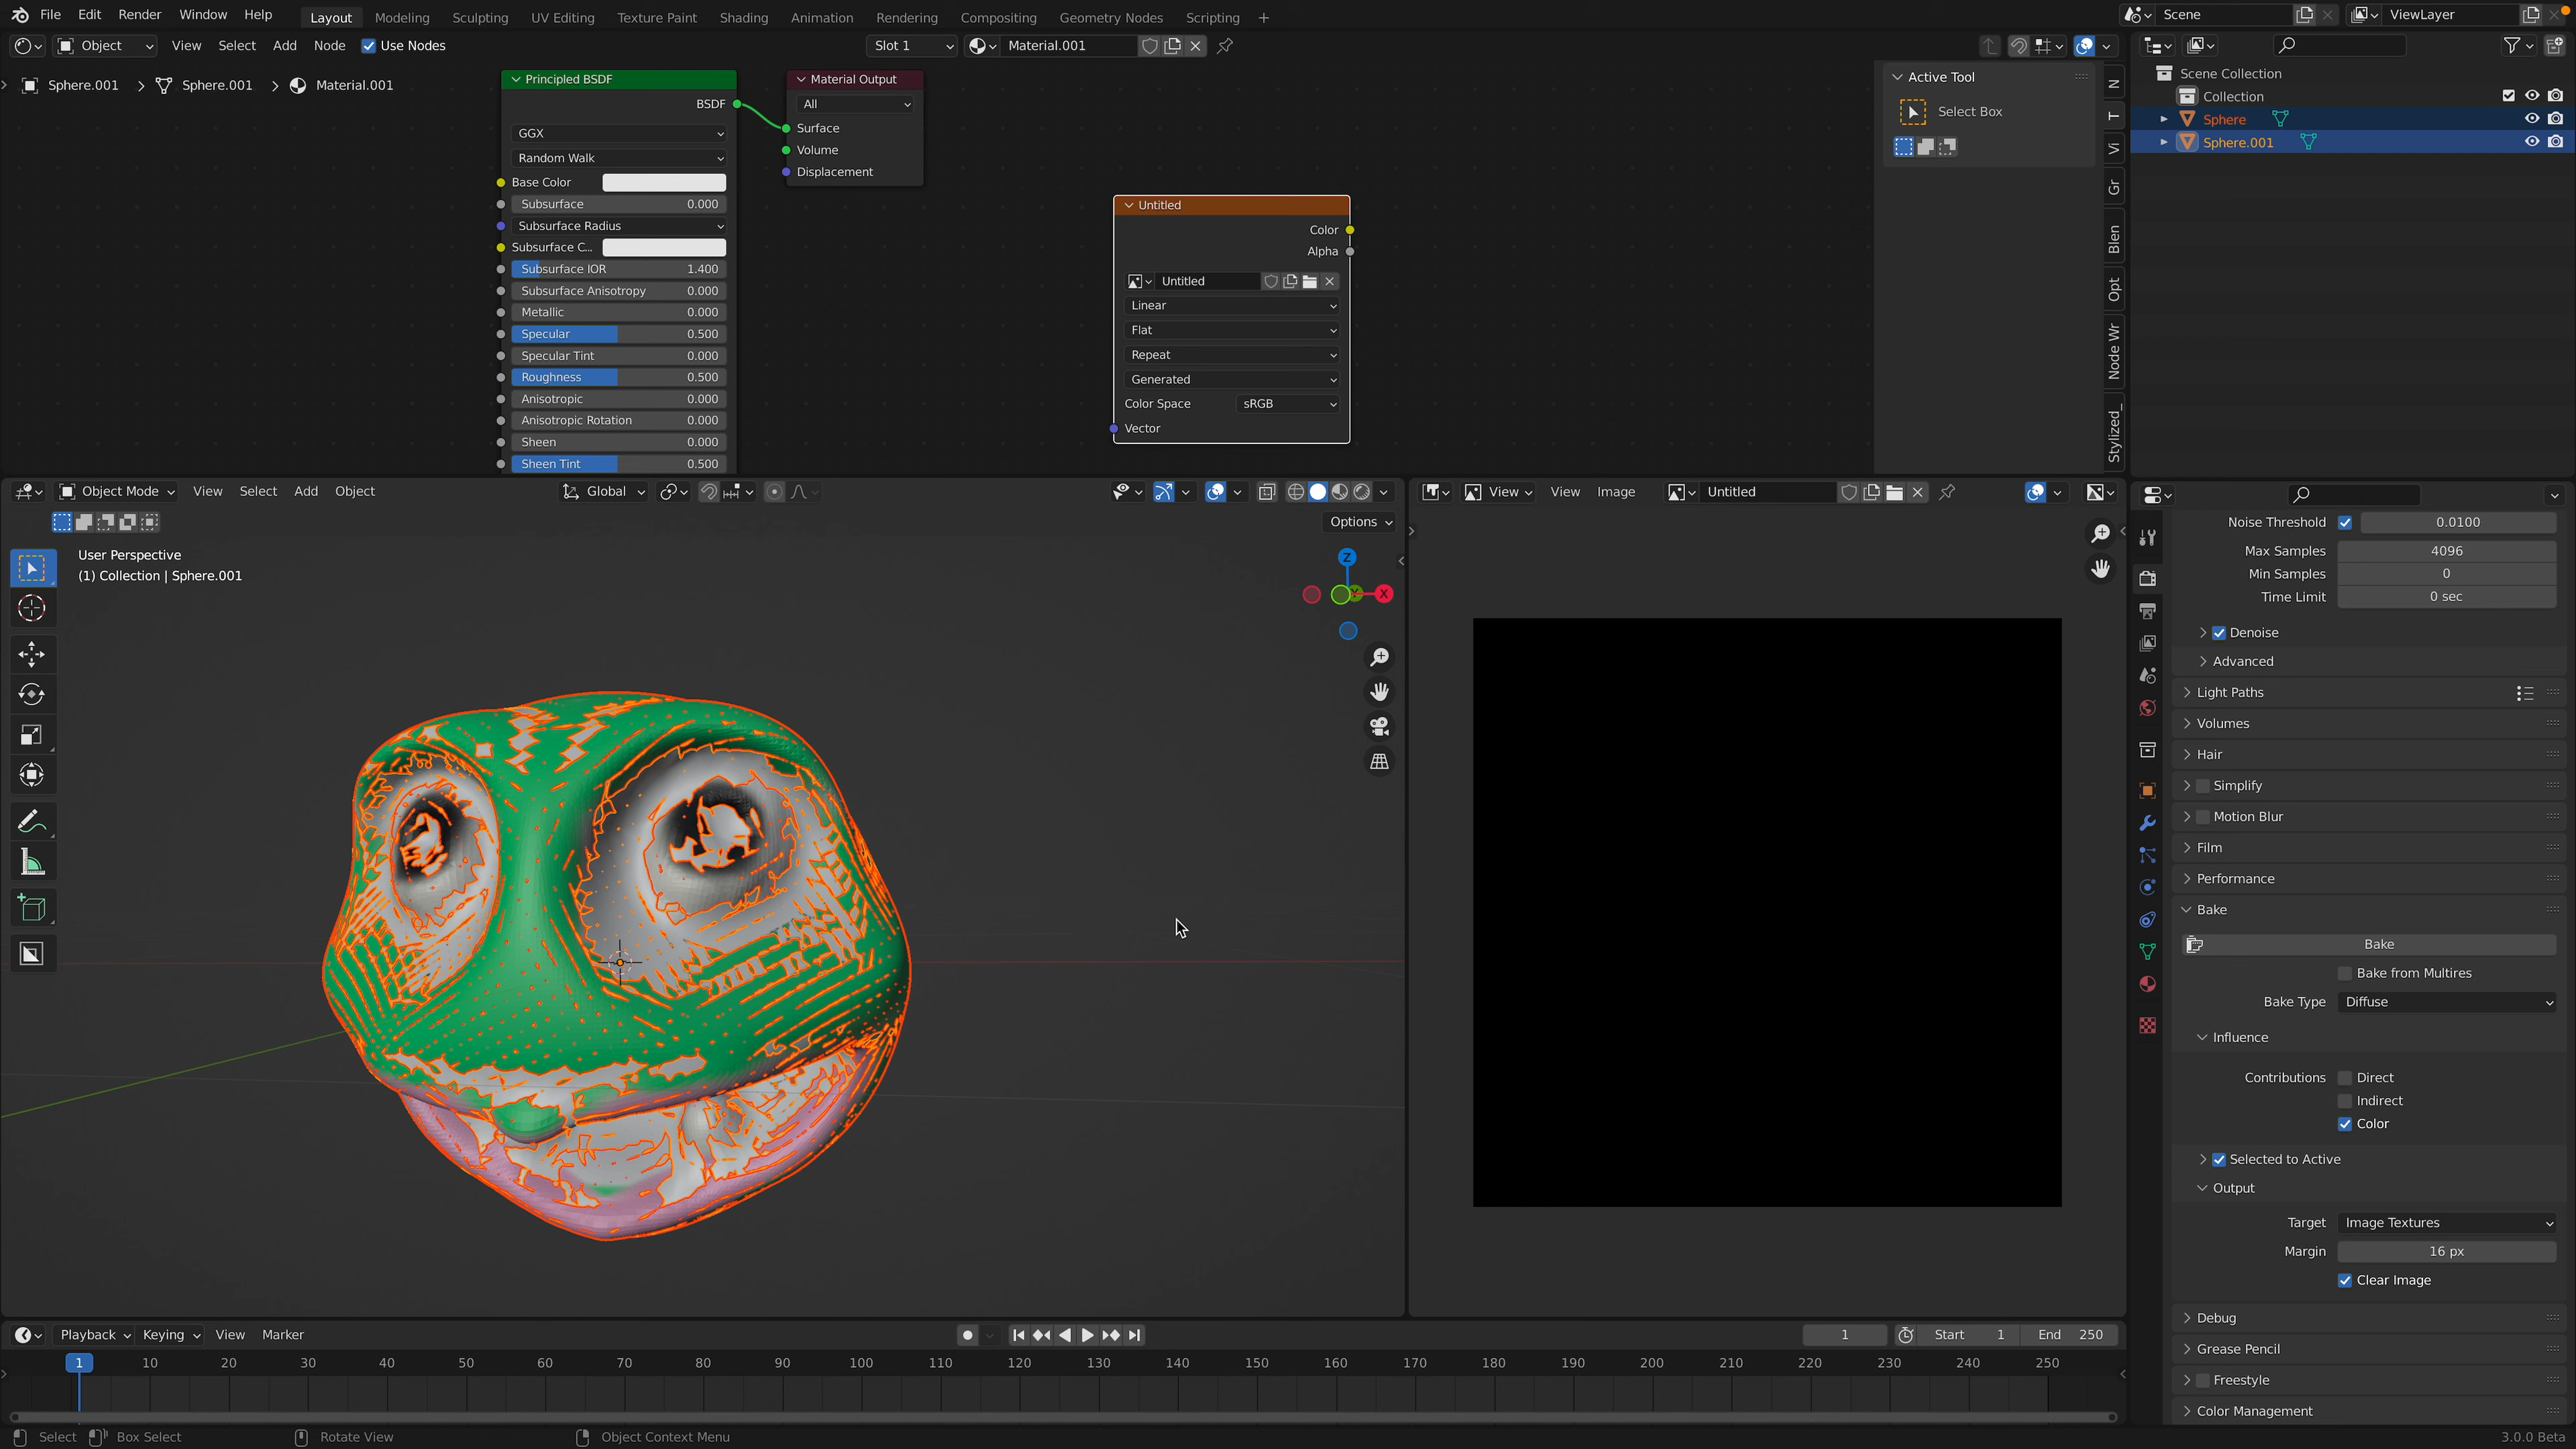 File Edit Render Window Help Layout Modeling Sculpting UV Editing Texture Paint Shading Animation Rendering Compositing Geometry Nodes Scripting + Scene ViewLayer
Object View Select Add Node Use Nodes Slot 1 Material.001
Sphere.001 Sphere.001 Material.001
Principled BSDF
BSDF
GGX
Random Walk
Base Color
Subsurface 0.000
Subsurface Radius
Subsurface C...
Subsurface IOR 1.400
Subsurface Anisotropy 0.000
Metallic 0.000
Specular 0.500
Specular Tint 0.000
Roughness 0.500
Anisotropic 0.000
Anisotropic Rotation 0.000
Sheen 0.000
Sheen Tint 0.500
Material Output
All
Surface
Volume
Displacement
Untitled
Color
Alpha
Untitled
Linear
Flat
Repeat
Generated
Color Space sRGB
Vector
Active Tool
Select Box
N
T
Vi
Gr
Blen
Opt
Node Wr
Stylized_
Scene Collection
Collection
Sphere
Sphere.001
Object Mode View Select Add Object Global
Options
User Perspective
(1) Collection | Sphere.001
Z
Y
X
View View Image Untitled
Noise Threshold 0.0100
Max Samples 4096
Min Samples 0
Time Limit 0 sec
Denoise
Advanced
Light Paths
Volumes
Hair
Simplify
Motion Blur
Film
Performance
Bake
Bake
Bake from Multires
Bake Type Diffuse
Influence
Contributions Direct
Indirect
Color
Selected to Active
Output
Target Image Textures
Margin 16 px
Clear Image
Debug
Grease Pencil
Freestyle
Color Management
Playback Keying View Marker 1 Start 1 End 250
1 10 20 30 40 50 60 70 80 90 100 110 120 130 140 150 160 170 180 190 200 210 220 230 240 250
Select Box Select Rotate View Object Context Menu 3.0.0 Beta